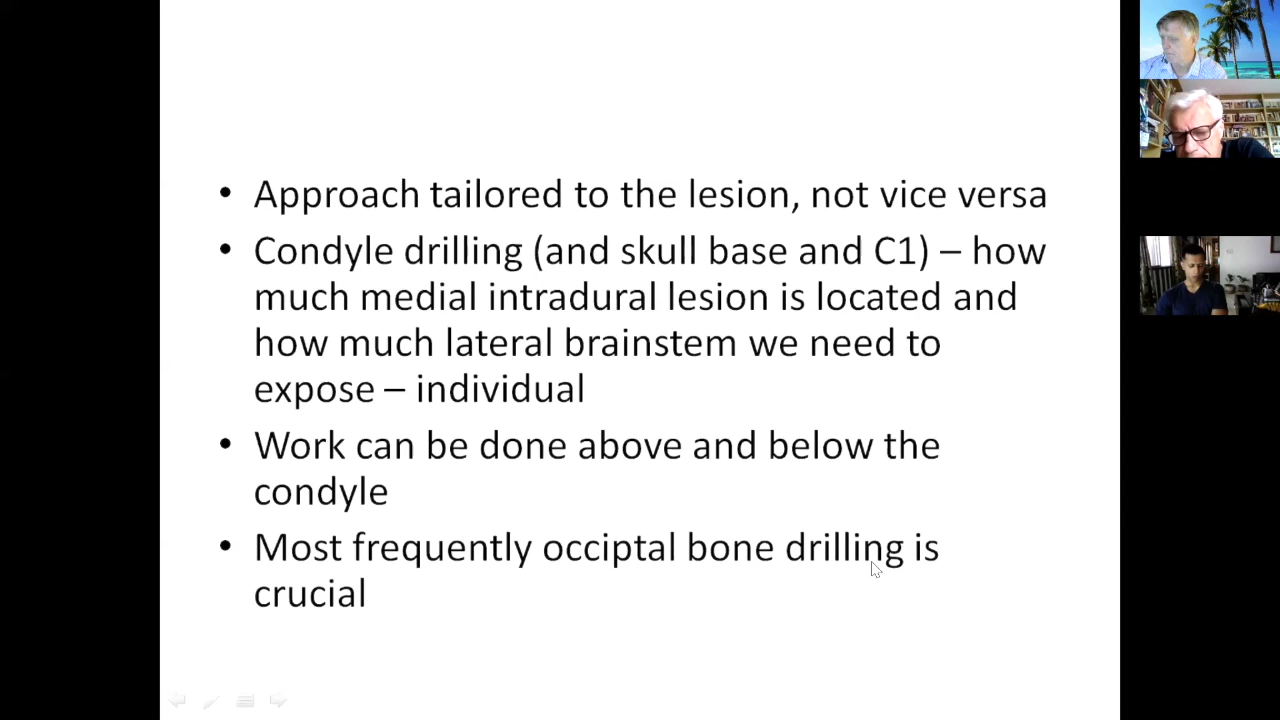 • Approach tailored to the lesion, not vice versa
• Condyle drilling (and skull base and C1) – how
much medial intradural lesion is located and
how much lateral brainstem we need to
expose – individual
• Work can be done above and below the
condyle
• Most frequently occiptal bone drilling is
crucial